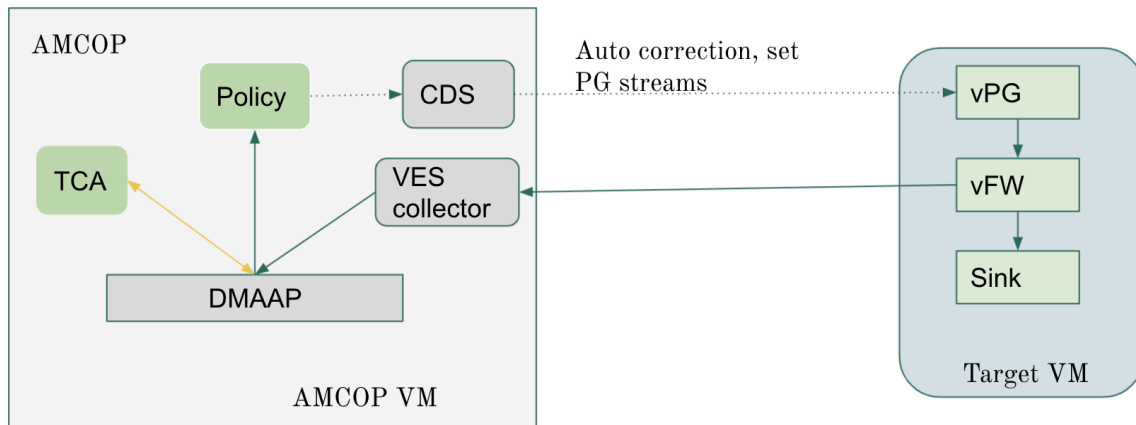 AMCOP
Policy
CDS
TCA
VES
collector
DMAAP
AMCOP VM
Auto correction, set
PG streams
vPG
vFW
Sink
Target VM